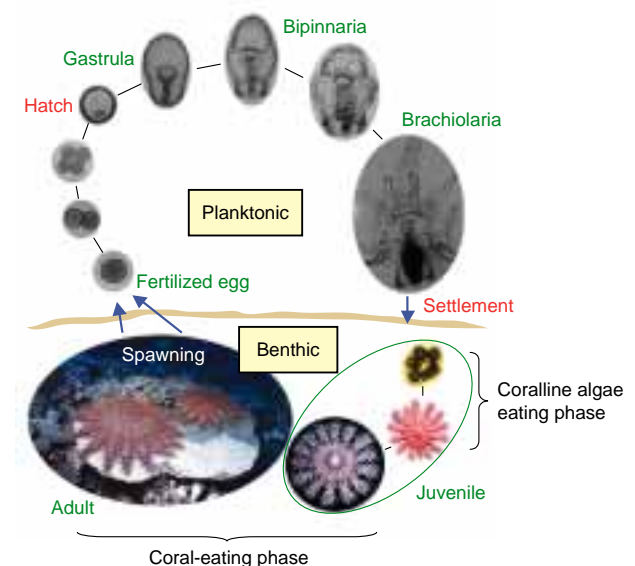 Bipinnaria
Gastrula
Hatch
Brachiolaria
Planktonic
Fertilized egg
Settlement
Spawning
Benthic
Coralline algae
eating phase
Adult
Juvenile
Coral-eating phase